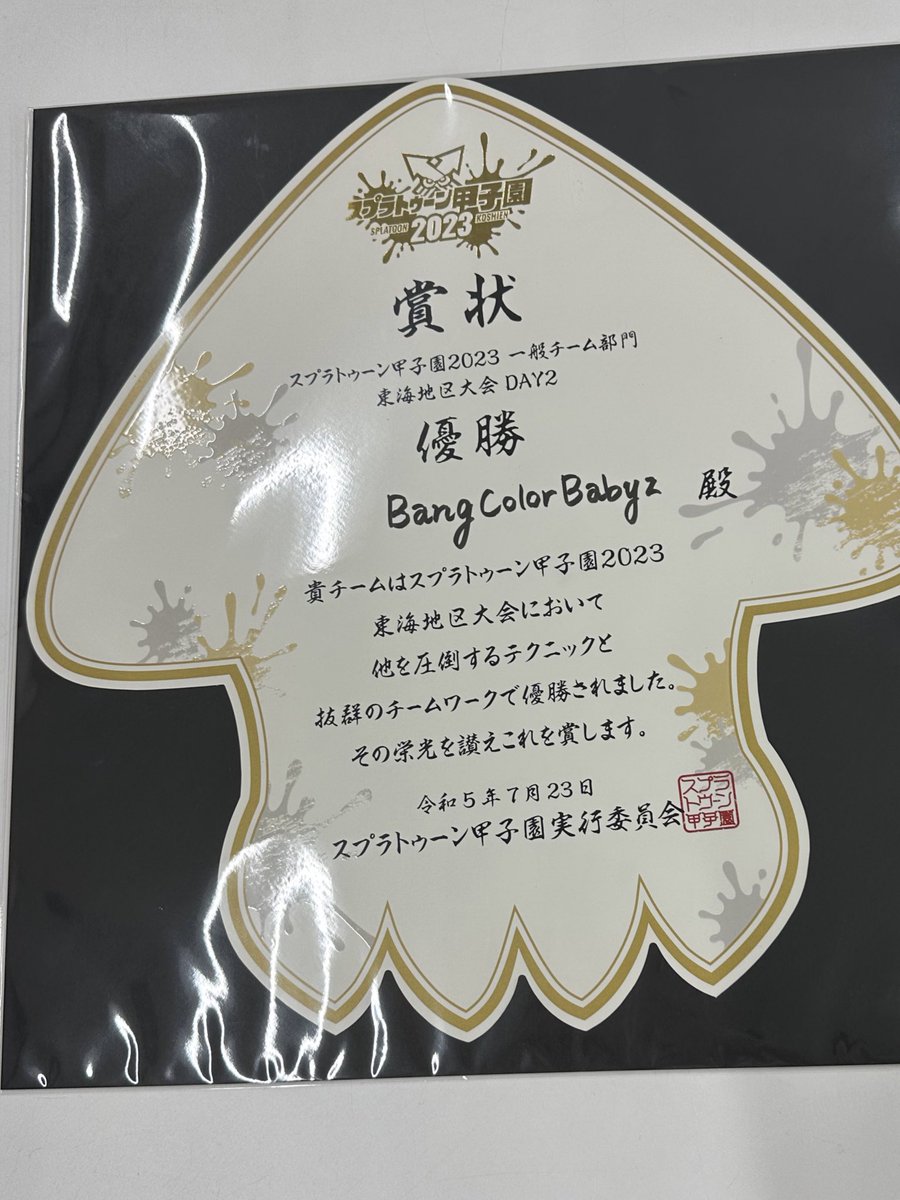 スプラトゥーン甲子園
SPLATOON 2023 KOSHIEN
賞状
スプラトゥーン甲子園2023 一般チーム部門
東海地区大会 DAY2
優勝
Bang Color Babyz 殿
貴チームはスプラトゥーン甲子園2023
東海地区大会において
他を圧倒するテクニックと
抜群のチームワークで優勝されました。
その栄光を讃えこれを賞します。
令和5年7月23日
スプラトゥーン甲子園実行委員会
スプラ
トゥーン
甲子園